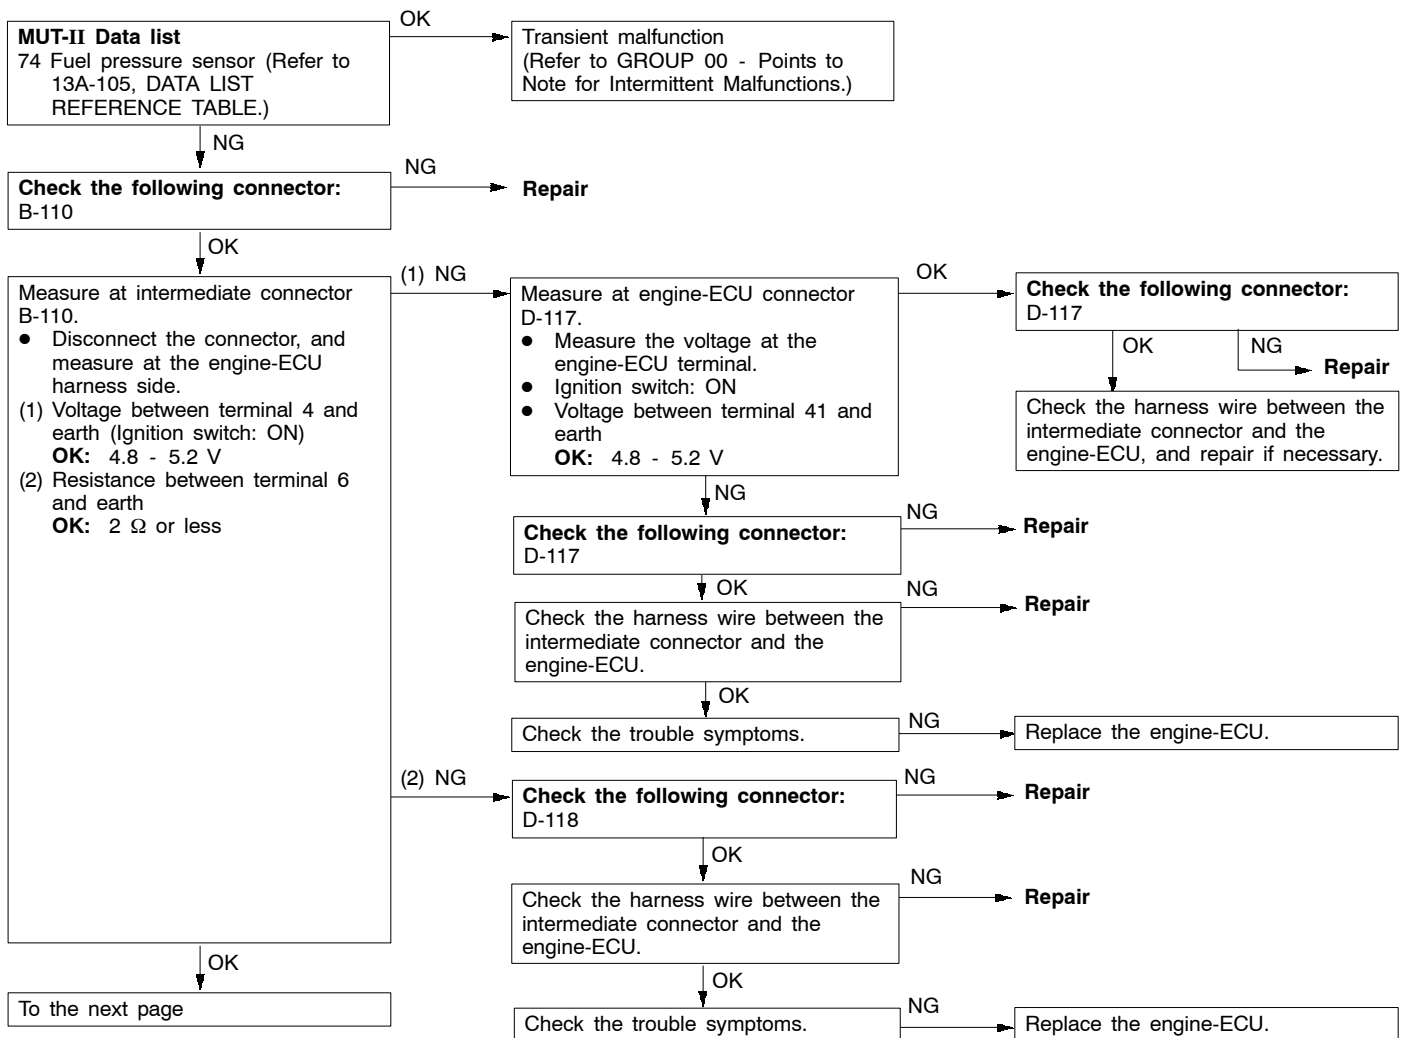 MUT-II Data list
74 Fuel pressure sensor (Refer to
13A-105, DATA LIST
REFERENCE TABLE.)
OK
Transient malfunction
(Refer to GROUP 00 - Points to
Note for Intermittent Malfunctions.)
NG
Check the following connector:
B-110
NG
Repair
OK
Measure at intermediate connector
B-110.
● Disconnect the connector, and
measure at the engine-ECU
harness side.
(1) Voltage between terminal 4 and
earth (Ignition switch: ON)
OK: 4.8 - 5.2 V
(2) Resistance between terminal 6
and earth
OK: 2 Ω or less
(1) NG
Measure at engine-ECU connector
D-117.
● Measure the voltage at the
engine-ECU terminal.
● Ignition switch: ON
● Voltage between terminal 41 and
earth
OK: 4.8 - 5.2 V
OK
Check the following connector:
D-117
OK
NG
Repair
Check the harness wire between the
intermediate connector and the
engine-ECU, and repair if necessary.
NG
Check the following connector:
D-117
NG
Repair
OK
Check the harness wire between the
intermediate connector and the
engine-ECU.
NG
Repair
OK
Check the trouble symptoms.
NG
Replace the engine-ECU.
(2) NG
Check the following connector:
D-118
NG
Repair
OK
Check the harness wire between the
intermediate connector and the
engine-ECU.
NG
Repair
OK
Check the trouble symptoms.
NG
Replace the engine-ECU.
OK
To the next page